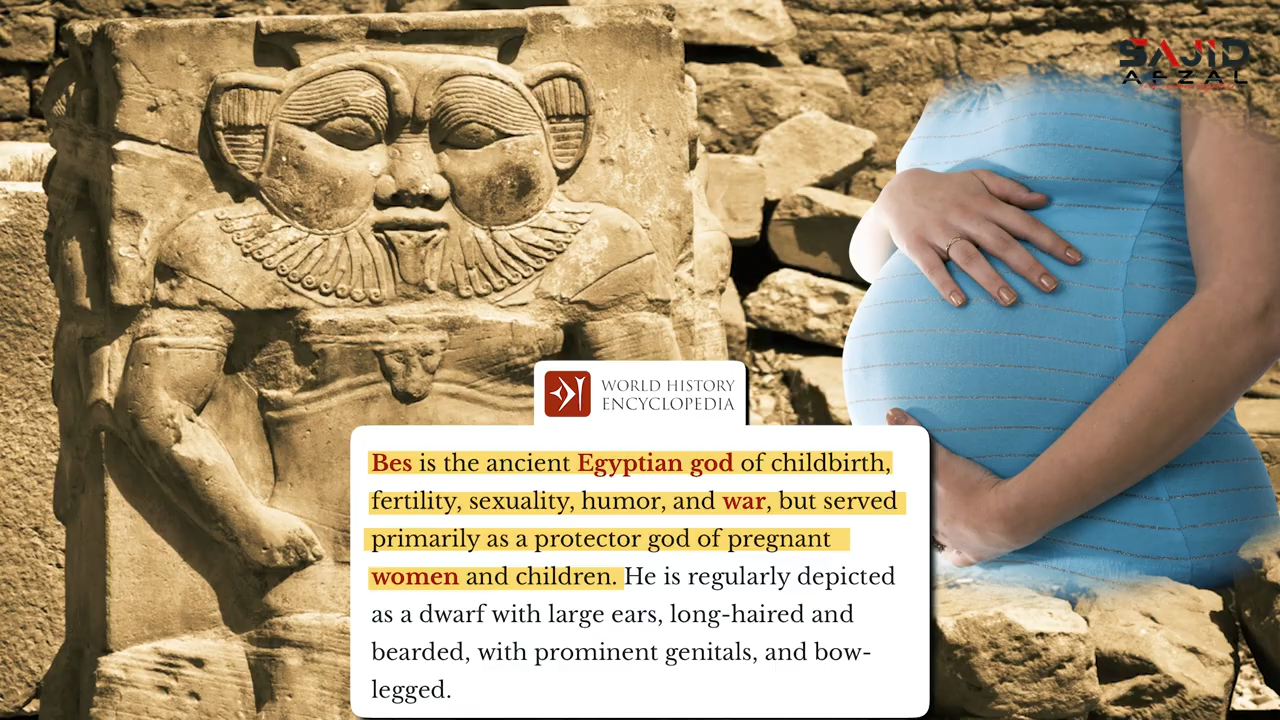 SAJID
AFZAL
WORLD HISTORY
ENCYCLOPEDIA
Bes is the ancient Egyptian god of childbirth,
fertility, sexuality, humor, and war, but served
primarily as a protector god of pregnant
women and children. He is regularly depicted
as a dwarf with large ears, long-haired and
bearded, with prominent genitals, and bow-
legged.